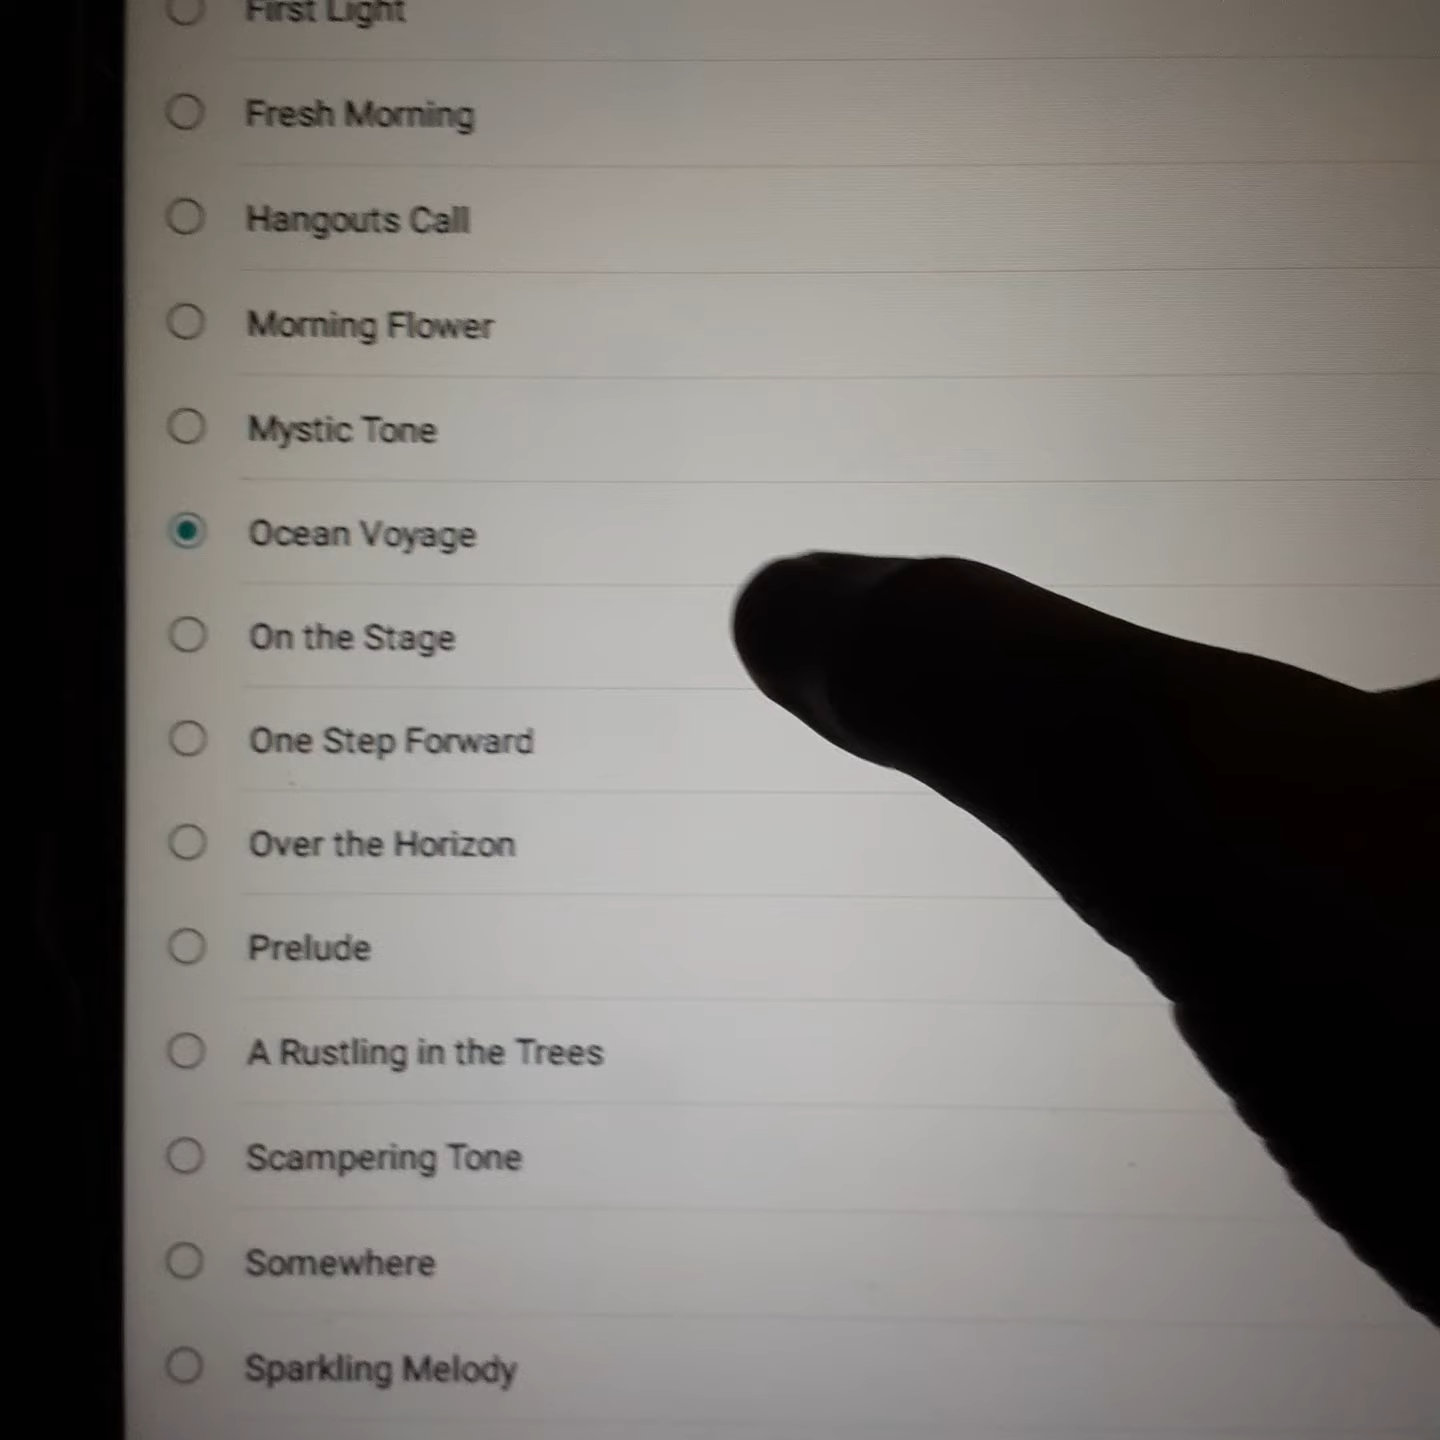 First Light
Fresh Morning
Hangouts Call
Morning Flower
Mystic Tone
Ocean Voyage
On the Stage
One Step Forward
Over the Horizon
Prelude
A Rustling in the Trees
Scampering Tone
Somewhere
Sparkling Melody